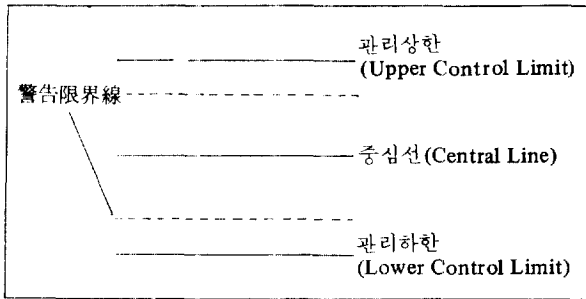 관리상한
(Upper Control Limit)
警告限界線
중심선(Central Line)
관리하한
(Lower Control Limit)